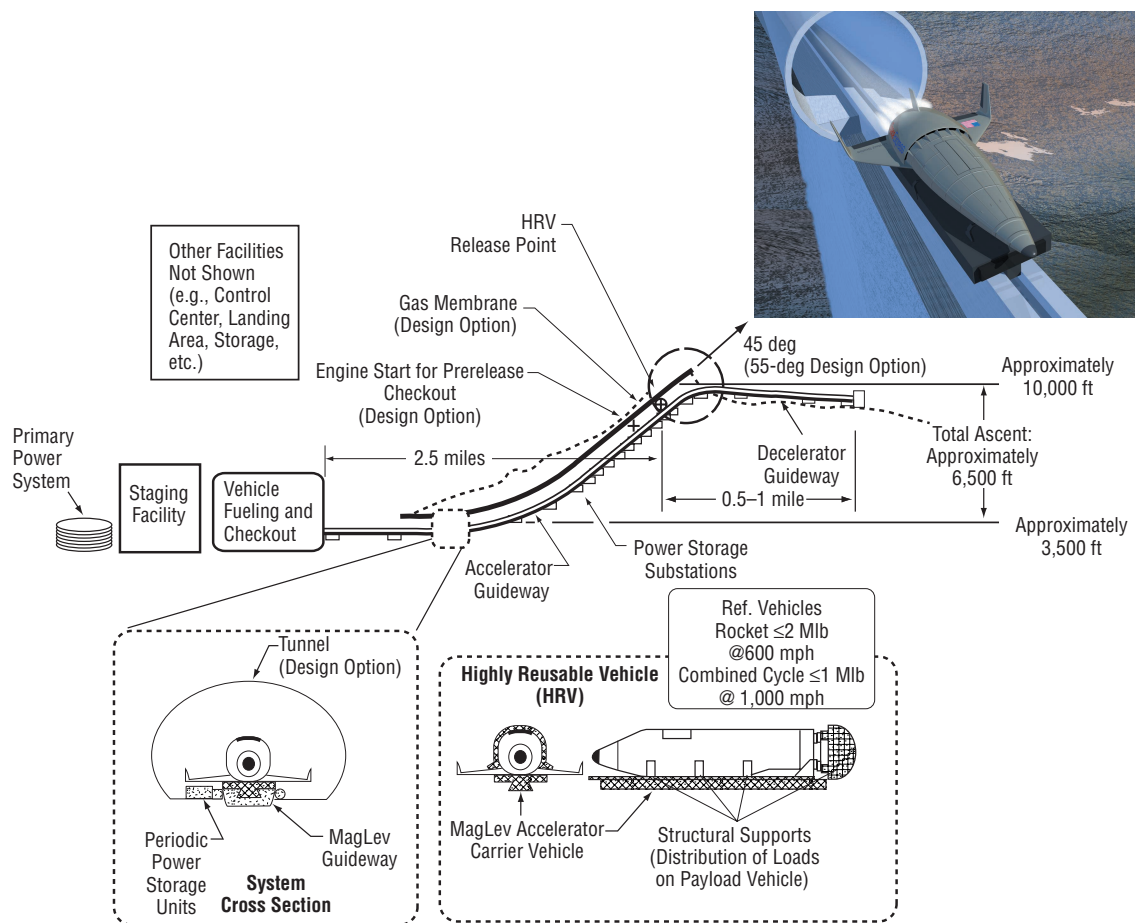 Other Facilities
Not Shown
(e.g., Control
Center, Landing
Area, Storage,
etc.)
HRV
Release Point
Gas Membrane
(Design Option)
Engine Start for Prerelease
Checkout
(Design Option)
45 deg
(55-deg Design Option)
Approximately
10,000 ft
Primary
Power
System
Staging
Facility
Vehicle
Fueling and
Checkout
2.5 miles
Decelerator
Guideway
0.5–1 mile
Total Ascent:
Approximately
6,500 ft
Approximately
3,500 ft
Accelerator
Guideway
Power Storage
Substations
Tunnel
(Design Option)
Periodic
Power
Storage
Units
MagLev
Guideway
System
Cross Section
Ref. Vehicles
Rocket ≤2 Mlb
@600 mph
Combined Cycle ≤1 Mlb
@ 1,000 mph
Highly Reusable Vehicle
(HRV)
MagLev Accelerator
Carrier Vehicle
Structural Supports
(Distribution of Loads
on Payload Vehicle)